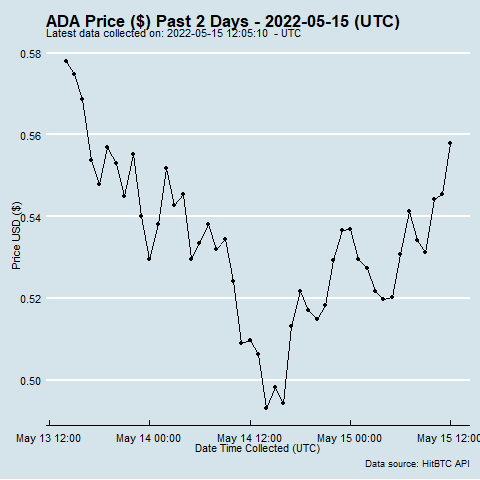 ADA Price ($) Past 2 Days - 2022-05-15 (UTC)
Latest data collected on: 2022-05-15 12:05:10 - UTC
0.58
0.56
0.54
0.52
0.50
Price USD ($)
May 13 12:00 May 14 00:00 May 14 12:00 May 15 00:00 May 15 12:00
Date Time Collected (UTC)
Data source: HitBTC API